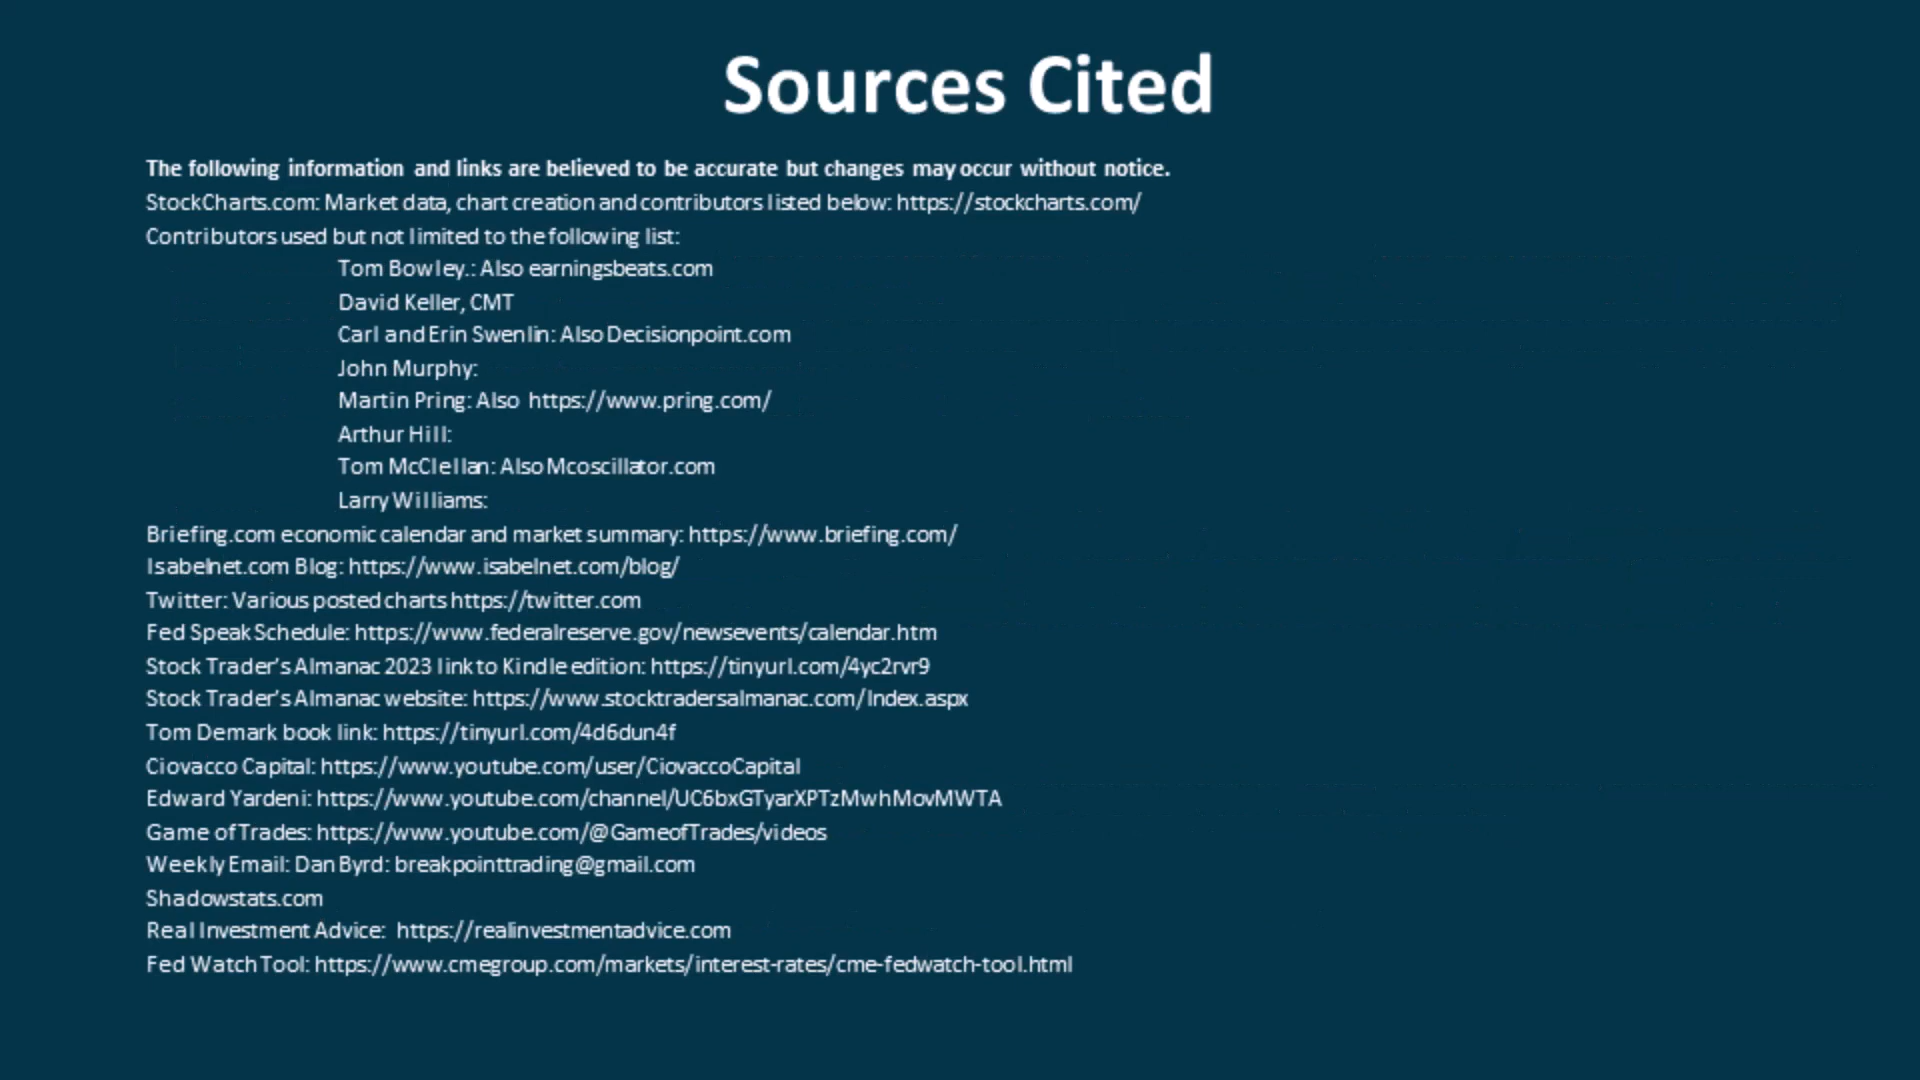 Sources Cited
The following information and links are believed to be accurate but changes may occur without notice.
StockCharts.com: Market data, chart creation and contributors listed below: https://stockcharts.com/
Contributors used but not limited to the following list:
Tom Bowley.: Also earningsbeats.com
David Keller, CMT
Carl and Erin Swenlin: Also Decisionpoint.com
John Murphy:
Martin Pring: Also https://www.pring.com/
Arthur Hill:
Tom McClellan: Also Mcoscillator.com
Larry Williams:
Briefing.com economic calendar and market summary: https://www.briefing.com/
Isabelnet.com Blog: https://www.isabelnet.com/blog/
Twitter: Various posted charts https://twitter.com
Fed Speak Schedule: https://www.federalreserve.gov/newsevents/calendar.htm
Stock Trader's Almanac 2023 link to Kindle edition: https://tinyurl.com/4yc2rvr9
Stock Trader's Almanac website: https://www.stocktradersalmanac.com/Index.aspx
Tom Demark book link: https://tinyurl.com/4d6dun4f
Ciovacco Capital: https://www.youtube.com/user/CiovaccoCapital
Edward Yardeni: https://www.youtube.com/channel/UC6bxGTyarXPTzMwhMovMWTA
Game of Trades: https://www.youtube.com/@GameofTrades/videos
Weekly Email: Dan Byrd: breakpointtrading@gmail.com
Shadowstats.com
Real Investment Advice: https://realinvestmentadvice.com
Fed Watch Tool: https://www.cmegroup.com/markets/interest-rates/cme-fedwatch-tool.html